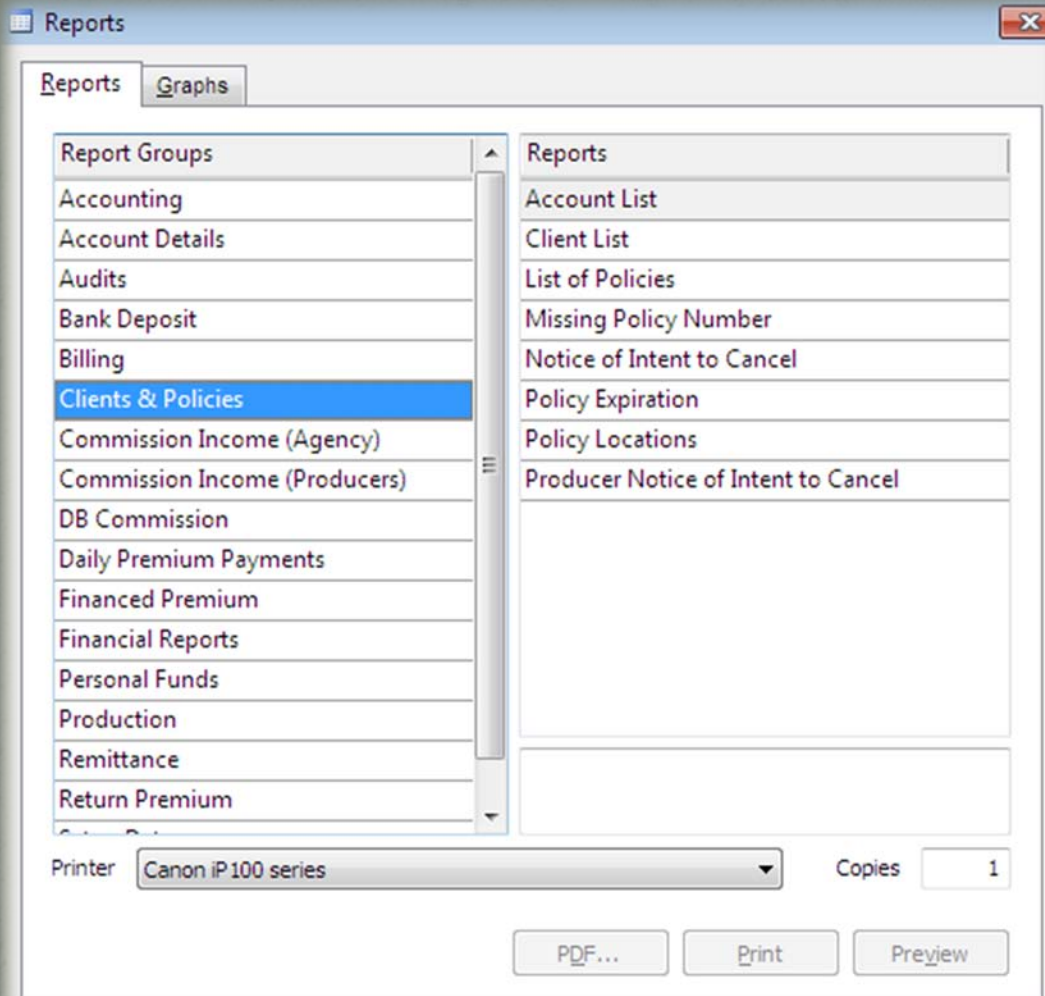 Reports
Reports
Graphs
Report Groups
Accounting
Account Details
Audits
Bank Deposit
Billing
Clients & Policies
Commission Income (Agency)
Commission Income (Producers)
DB Commission
Daily Premium Payments
Financed Premium
Financial Reports
Personal Funds
Production
Remittance
Return Premium
Reports
Account List
Client List
List of Policies
Missing Policy Number
Notice of Intent to Cancel
Policy Expiration
Policy Locations
Producer Notice of Intent to Cancel
Printer
Canon iP100 series
Copies
1
PDF...
Print
Preview